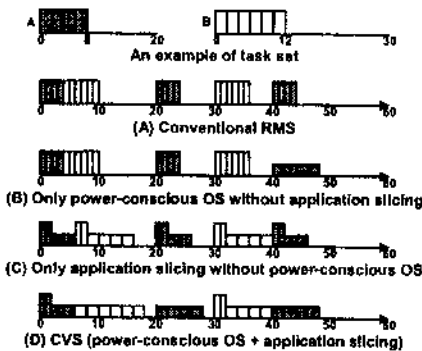 A
B
0 8 20
0 12 30
An example of task set
0 10 20 30 40 50 60
(A) Conventional RMS
0 10 20 30 40 50 60
(B) Only power-conscious OS without application slicing
0 10 20 30 40 50 60
(C) Only application slicing without power-conscious OS
0 10 20 30 40 50 60
(D) CVS (power-conscious OS + application slicing)